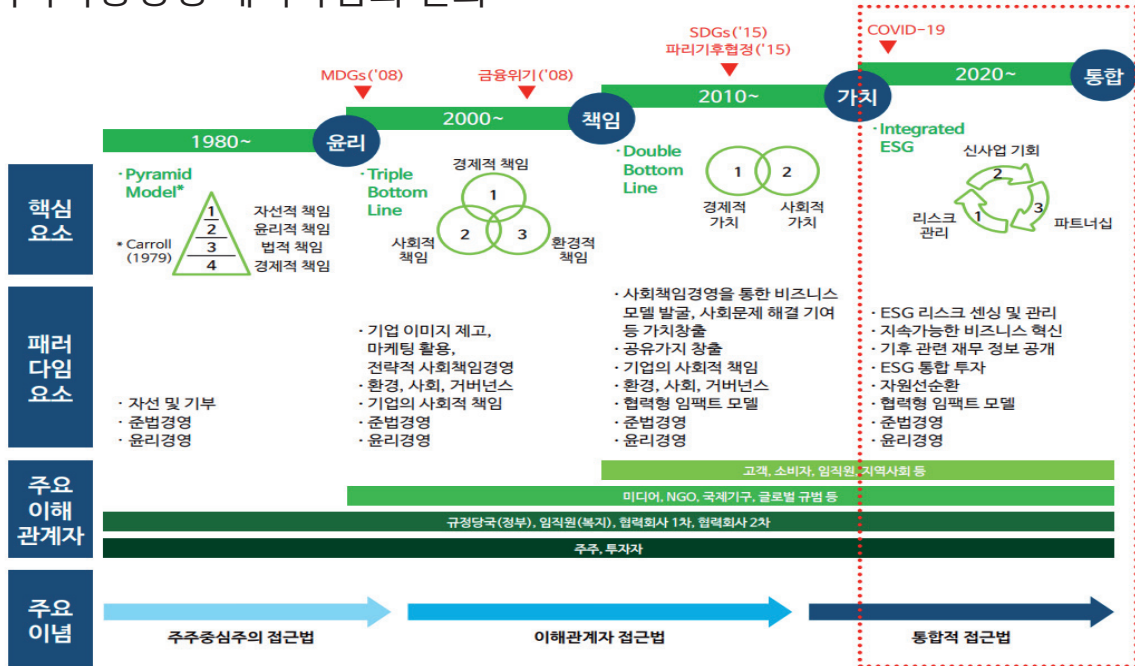 SDGs('15)
파리기후협정('15)
COVID-19
MDGs('08)
금융위기('08)
2020~
통합
2010~
가치
2000~
책임
1980~
윤리
핵심
요소
· Pyramid
Model*
* Carroll
(1979)
1
2
3
4
자선적 책임
윤리적 책임
법적 책임
경제적 책임
· Triple
Bottom
Line
경제적 책임
1
2
3
사회적
책임
환경적
책임
· Double
Bottom
Line
1
2
경제적
가치
사회적
가치
· Integrated
ESG
신사업 기회
2
1
3
리스크
관리
파트너십
패러
다임
요소
· 자선 및 기부
· 준법경영
· 윤리경영
· 기업 이미지 제고,
마케팅 활용,
전략적 사회책임경영
· 환경, 사회, 거버넌스
· 기업의 사회적 책임
· 준법경영
· 윤리경영
· 사회책임경영을 통한 비즈니스
모델 발굴, 사회문제 해결 기여
등 가치창출
· 공유가지 창출
· 기업의 사회적 책임
· 환경, 사회, 거버넌스
· 협력형 임팩트 모델
· 준법경영
· 윤리경영
· ESG 리스크 센싱 및 관리
· 지속가능한 비즈니스 혁신
· 기후 관련 재무 정보 공개
· ESG 통합 투자
· 자원선순환
· 협력형 임팩트 모델
· 준법경영
· 윤리경영
주요
이해
관계자
고객, 소비자, 임직원, 지역사회 등
미디어, NGO, 국제기구, 글로벌 규범 등
규정당국(정부), 임직원(복지), 협력회사 1차, 협력회사 2차
주주, 투자자
주요
이념
주주중심주의 접근법
이해관계자 접근법
통합적 접근법